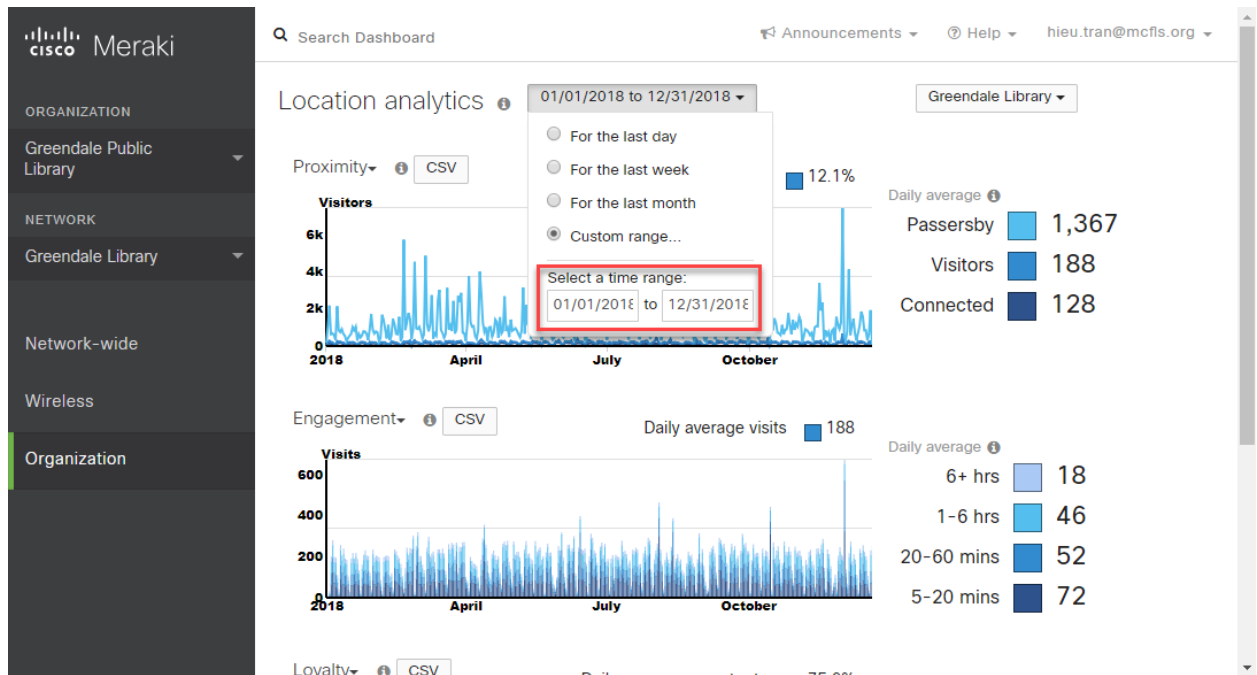 cisco Meraki
Search Dashboard
Announcements
Help
hieu.tran@mcfls.org
ORGANIZATION
Greendale Public
Library
NETWORK
Greendale Library
Network-wide
Wireless
Organization
Location analytics
01/01/2018 to 12/31/2018
Greendale Library
For the last day
For the last week
For the last month
Custom range...
Select a time range:
01/01/2018 to 12/31/2018
Proximity CSV
12.1%
Visitors
6k
4k
2k
0
2018 April July October
Daily average
Passersby 1,367
Visitors 188
Connected 128
Engagement CSV
Daily average visits 188
Visits
600
400
200
0
2018 April July October
Daily average
6+ hrs 18
1-6 hrs 46
20-60 mins 52
5-20 mins 72
Loyalty CSV